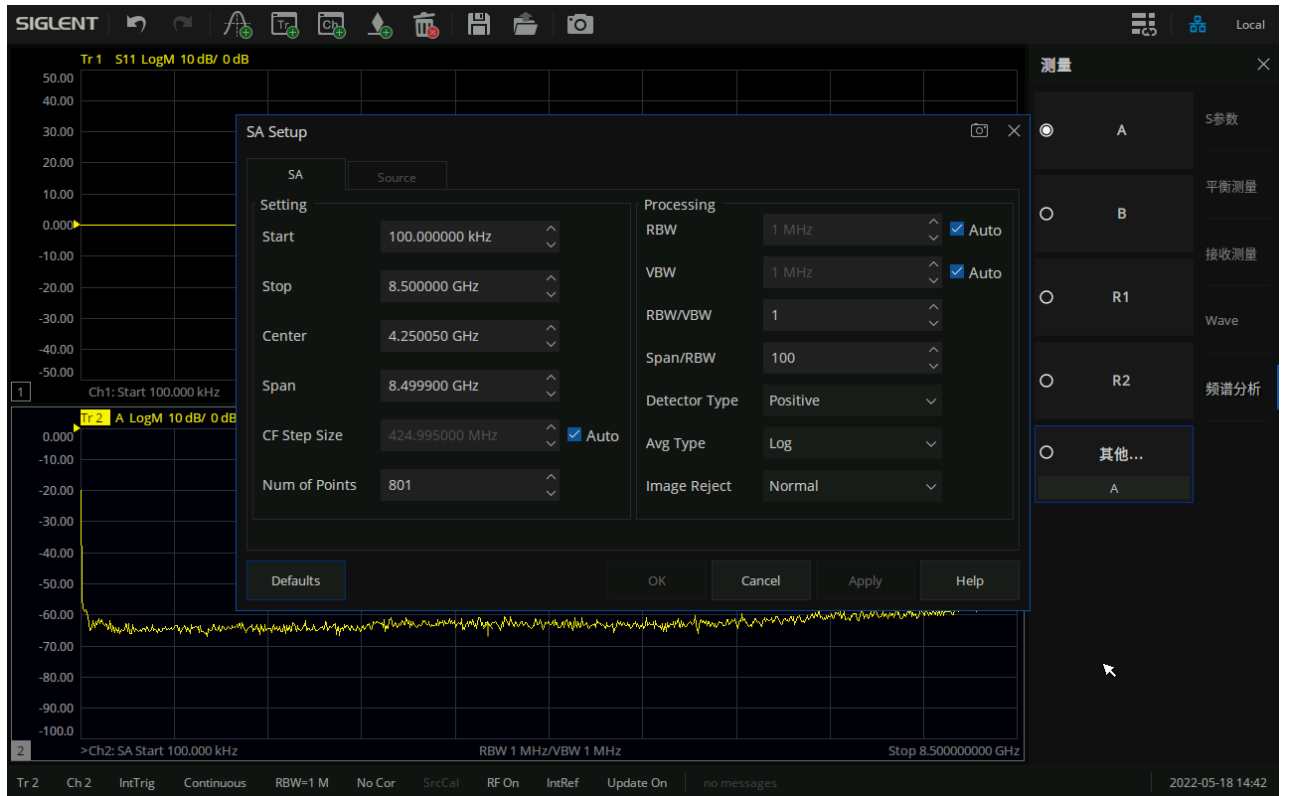 SIGLENT Tr Ch Local
Tr 1 S11 LogM 10 dB/ 0 dB
50.00
40.00
30.00
20.00
10.00
0.000
-10.00
-20.00
-30.00
-40.00
-50.00
1 Ch1: Start 100.000 kHz
Tr 2 A LogM 10 dB/ 0 dB
0.000
-10.00
-20.00
-30.00
-40.00
-50.00
-60.00
-70.00
-80.00
-90.00
-100.0
2 >Ch2: SA Start 100.000 kHz RBW 1 MHz/VBW 1 MHz Stop 8.500000000 GHz
SA Setup
SA Source
Setting
Start 100.000000 kHz
Stop 8.500000 GHz
Center 4.250050 GHz
Span 8.499900 GHz
CF Step Size 424.995000 MHz Auto
Num of Points 801
Processing
RBW 1 MHz Auto
VBW 1 MHz Auto
RBW/VBW 1
Span/RBW 100
Detector Type Positive
Avg Type Log
Image Reject Normal
Defaults OK Cancel Apply Help
测量
A
B
R1
R2
其他...
A
S参数
平衡测量
接收测量
Wave
频谱分析
Tr 2 Ch 2 IntTrig Continuous RBW=1 M No Cor SrcCal RF On IntRef Update On no messages 2022-05-18 14:42